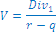 V = Div₁ / (r − q)